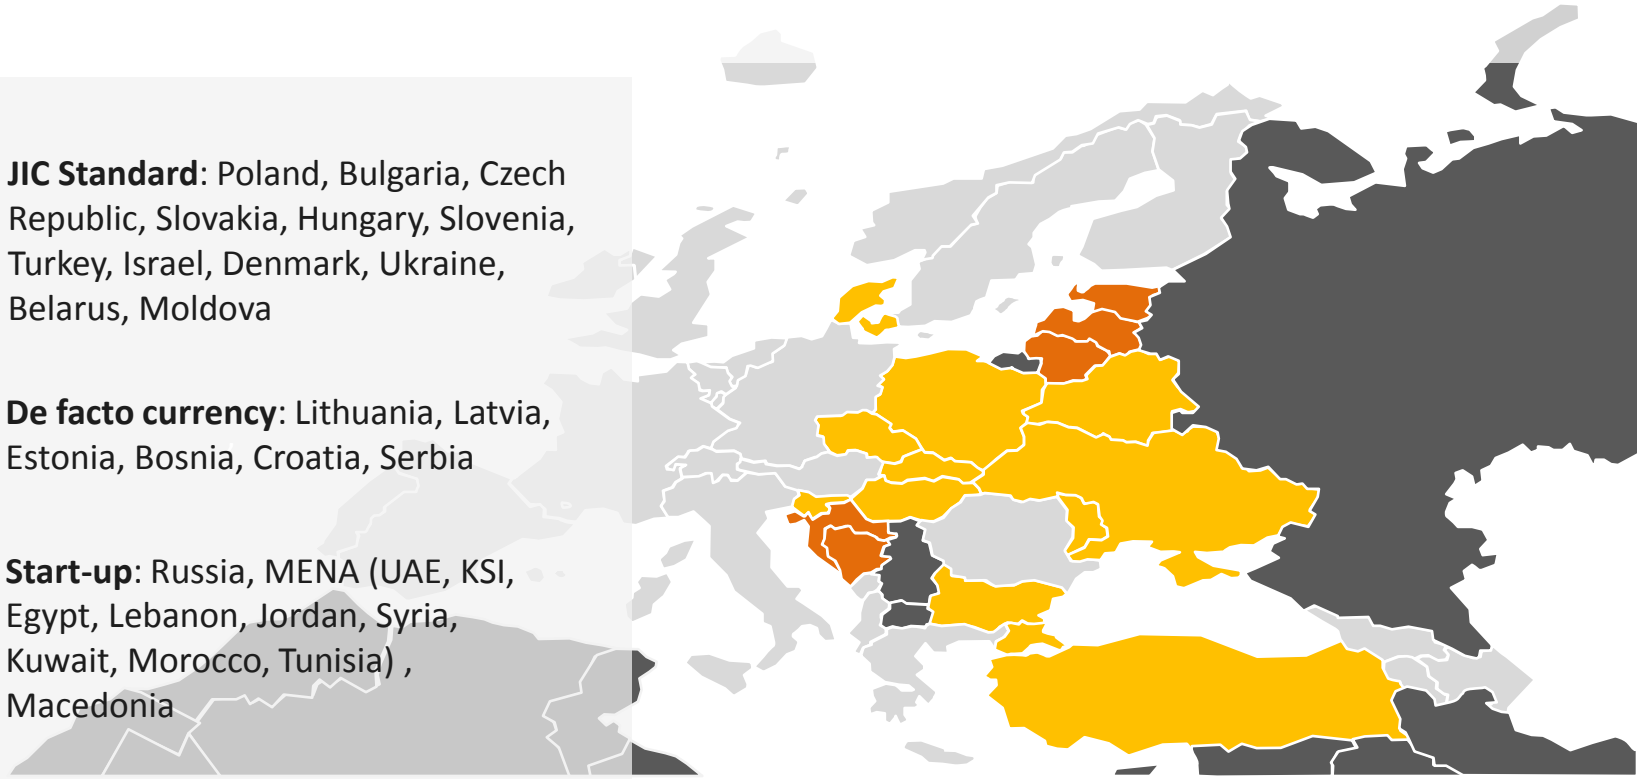 JIC Standard: Poland, Bulgaria, Czech
Republic, Slovakia, Hungary, Slovenia,
Turkey, Israel, Denmark, Ukraine,
Belarus, Moldova
De facto currency: Lithuania, Latvia,
Estonia, Bosnia, Croatia, Serbia
Start-up: Russia, MENA (UAE, KSI,
Egypt, Lebanon, Jordan, Syria,
Kuwait, Morocco, Tunisia) ,
Macedonia